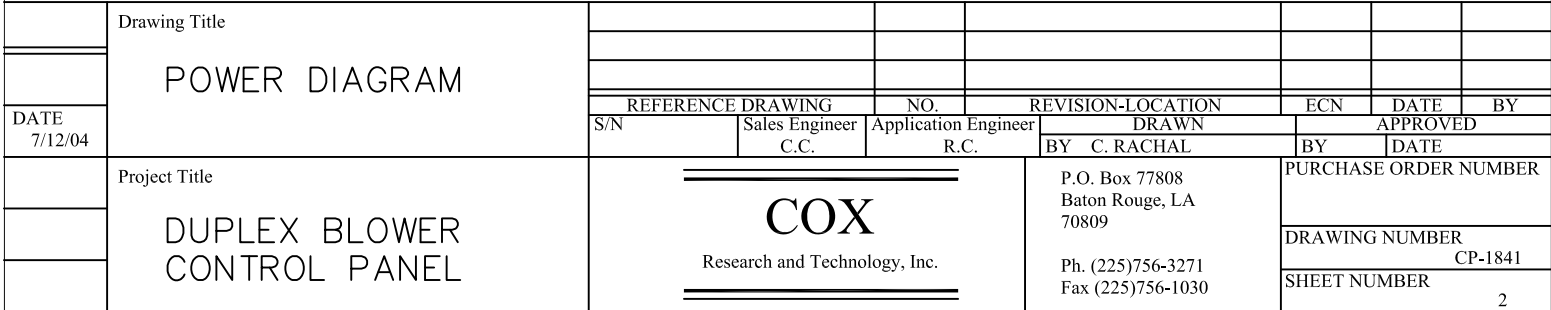 Drawing Title
POWER DIAGRAM
DATE
7/12/04
REFERENCE DRAWING NO. REVISION-LOCATION ECN DATE BY
S/N Sales Engineer Application Engineer DRAWN APPROVED
C.C. R.C. BY C. RACHAL BY DATE
Project Title
DUPLEX BLOWER
CONTROL PANEL
COX
Research and Technology, Inc.
P.O. Box 77808
Baton Rouge, LA
70809
Ph. (225)756-3271
Fax (225)756-1030
PURCHASE ORDER NUMBER
DRAWING NUMBER
CP-1841
SHEET NUMBER
2